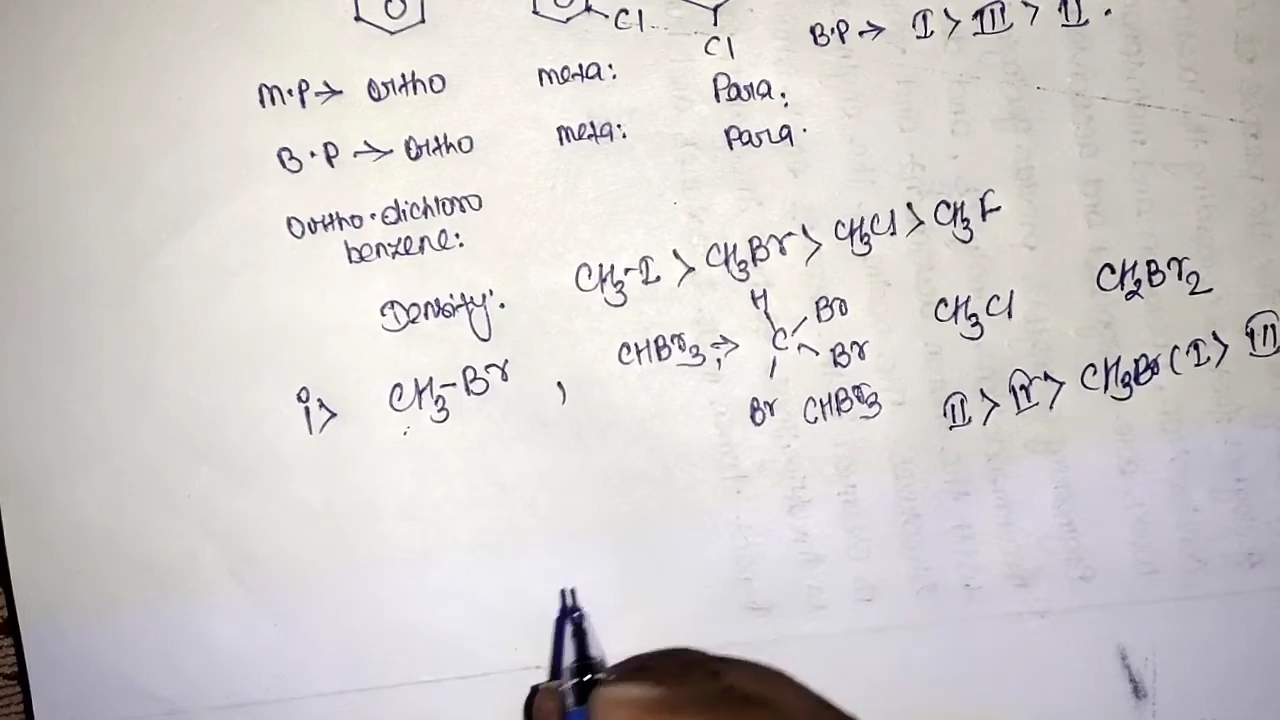 Cl
Cl
B.P → I > III > II.
M.P → Ortho meta: Para:
B.P → Ortho meta: Para.
Ortho-dichloro
benzene:
Density:
CH3-I > CH3Br > CH3Cl > CH3F
i> CH3-Br , CHBr3; → H C Br Br Br CH3Cl CH2Br2
CHBr3
II > IV > CH3Br (I > III